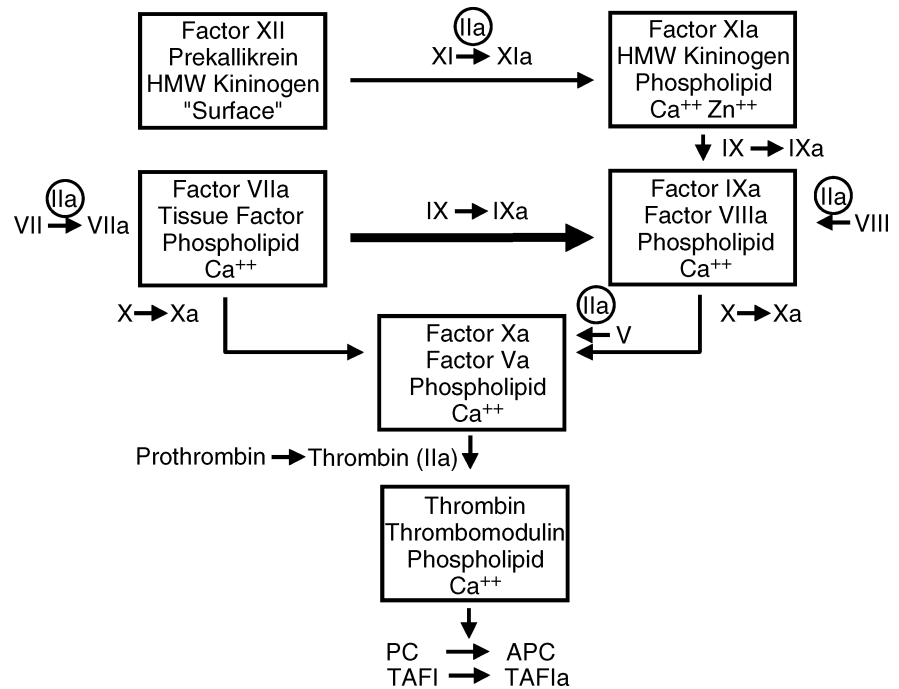 Factor XII
Prekallikrein
HMW Kininogen
"Surface"
IIa
XI → XIa
Factor XIa
HMW Kininogen
Phospholipid
Ca++ Zn++
IX → IXa
IIa
VII → VIIa
Factor VIIa
Tissue Factor
Phospholipid
Ca++
IX → IXa
Factor IXa
Factor VIIIa
Phospholipid
Ca++
IIa
← VIII
X → Xa
IIa
← V
X → Xa
Factor Xa
Factor Va
Phospholipid
Ca++
Prothrombin → Thrombin (IIa)
Thrombin
Thrombomodulin
Phospholipid
Ca++
PC → APC
TAFI → TAFIa